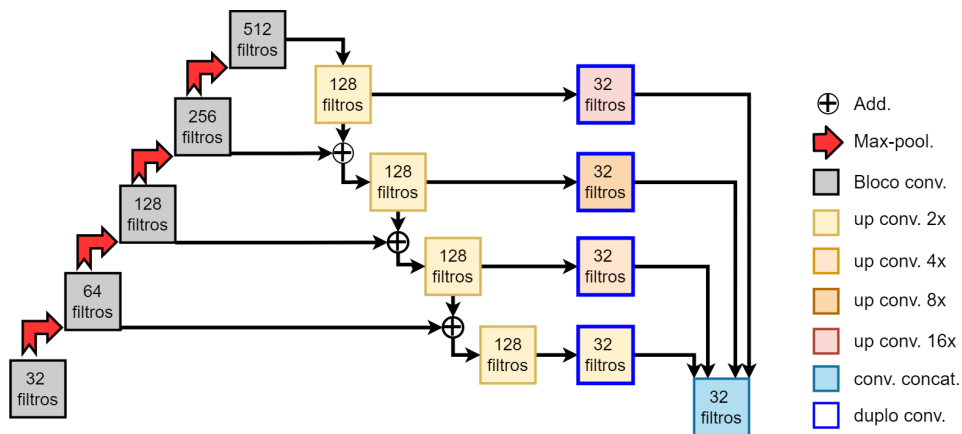 512
filtros
128
filtros
32
filtros
256
filtros
128
filtros
32
filtros
128
filtros
128
filtros
32
filtros
64
filtros
128
filtros
32
filtros
32
filtros
32
filtros
Add.
Max-pool.
Bloco conv.
up conv. 2x
up conv. 4x
up conv. 8x
up conv. 16x
conv. concat.
duplo conv.